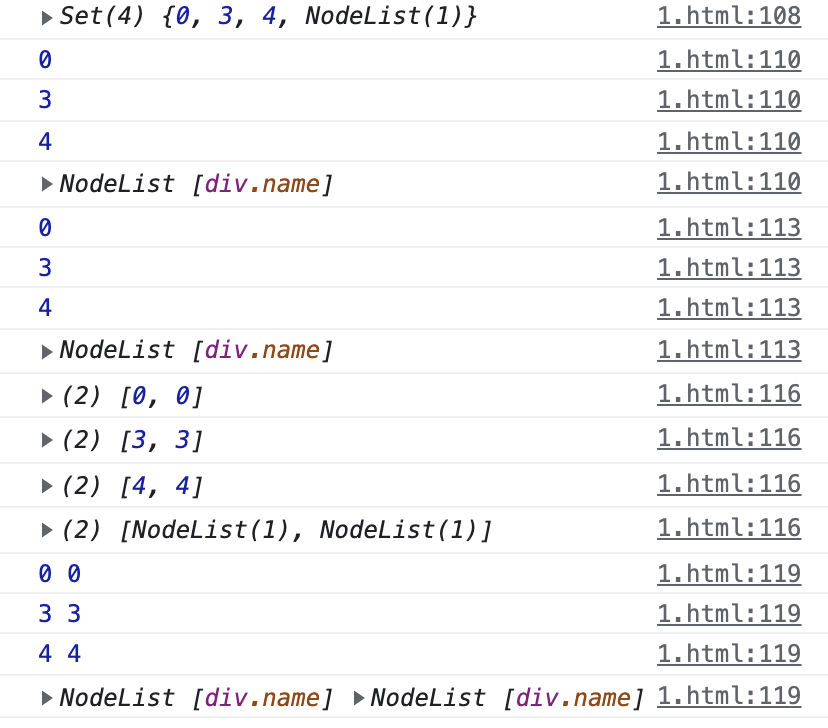 ▶Set(4) {0, 3, 4, NodeList(1)} 1.html:108
0 1.html:110
3 1.html:110
4 1.html:110
▶NodeList [div.name] 1.html:110
0 1.html:113
3 1.html:113
4 1.html:113
▶NodeList [div.name] 1.html:113
▶(2) [0, 0] 1.html:116
▶(2) [3, 3] 1.html:116
▶(2) [4, 4] 1.html:116
▶(2) [NodeList(1), NodeList(1)] 1.html:116
0 0 1.html:119
3 3 1.html:119
4 4 1.html:119
▶NodeList [div.name] ▶NodeList [div.name] 1.html:119